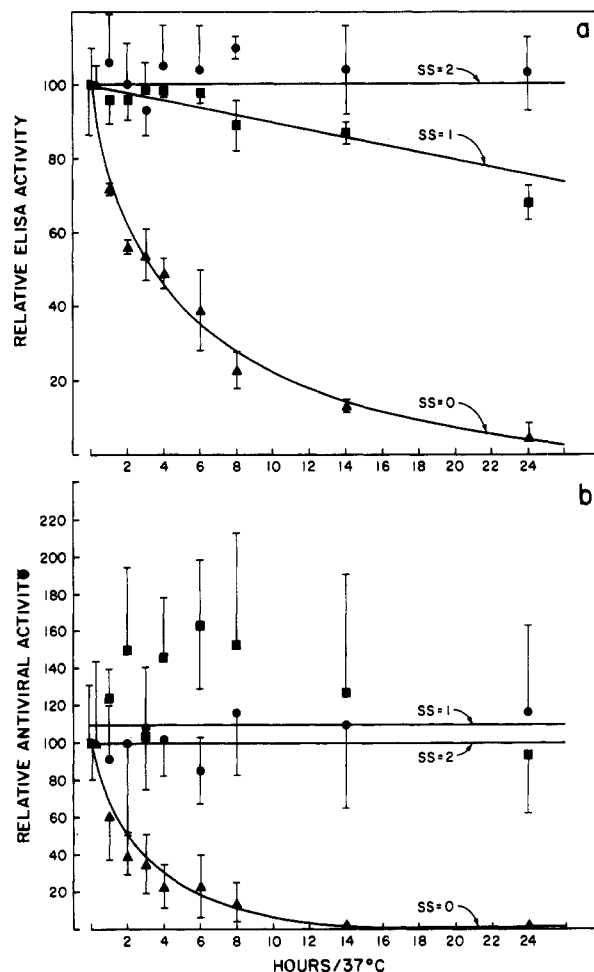 a
RELATIVE ELISA ACTIVITY
100
80
60
40
20
SS=2
SS=1
SS=0
2 4 6 8 10 12 14 16 18 20 22 24
b
RELATIVE ANTIVIRAL ACTIVIT
220
200
180
160
140
120
100
80
60
40
20
SS=1
SS=2
SS=0
2 4 6 8 10 12 14 16 18 20 22 24
HOURS/37°C